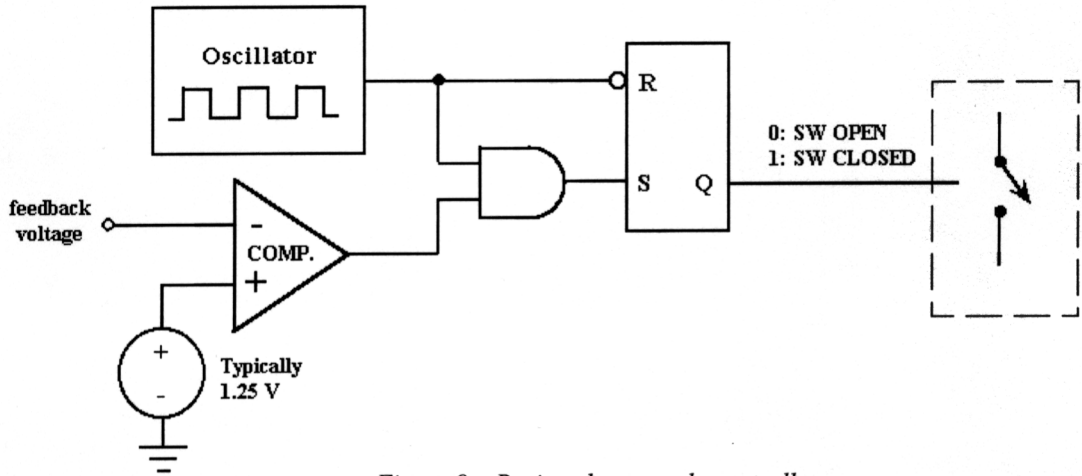 Oscillator
R
0: SW OPEN
1: SW CLOSED
S
Q
feedback
voltage
-
COMP.
+
+
-
Typically
1.25 V